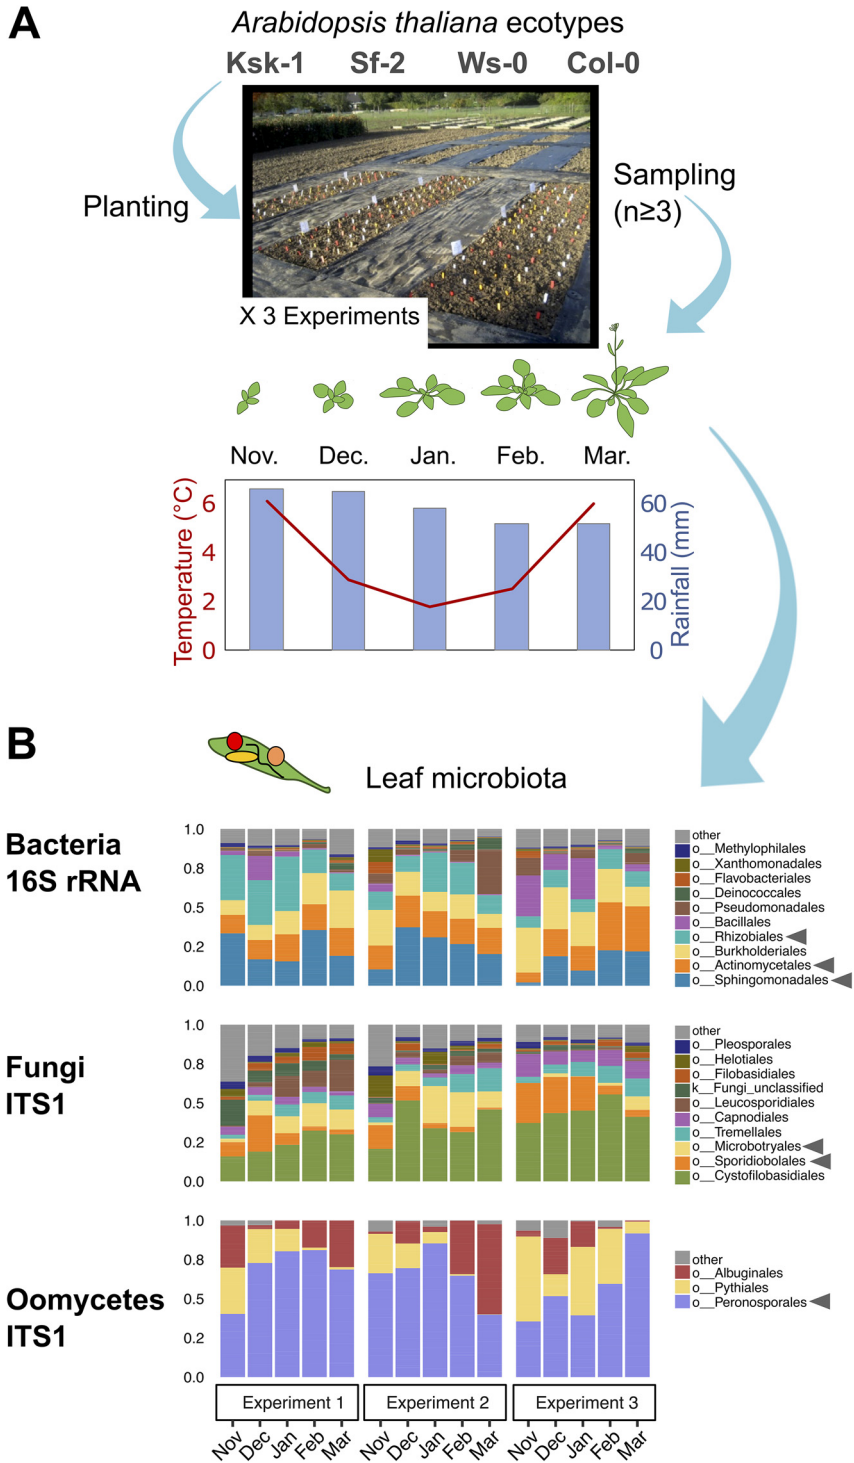 A
Arabidopsis thaliana ecotypes
Ksk-1 Sf-2 Ws-0 Col-0
Planting
Sampling
(n≥3)
X 3 Experiments
Nov. Dec. Jan. Feb. Mar.
Temperature (°C)
6
4
2
0
60
40
20
0
Rainfall (mm)
B
Leaf microbiota
Bacteria
16S rRNA
1.0
0.8
0.5
0.2
0.0
other
o__Methylophilales
o__Xanthomonadales
o__Flavobacteriales
o__Deinococcales
o__Pseudomonadales
o__Bacillales
o__Rhizobiales
o__Burkholderiales
o__Actinomycetales
o__Sphingomonadales
Fungi
ITS1
1.0
0.8
0.5
0.2
0.0
other
o__Pleosporales
o__Helotiales
o__Filobasidiales
k__Fungi_unclassified
o__Leucosporidiales
o__Capnodiales
o__Tremellales
o__Microbotryales
o__Sporidiobolales
o__Cystofilobasidiales
Oomycetes
ITS1
1.0
0.8
0.5
0.2
0.0
other
o__Albuginales
o__Pythiales
o__Peronosporales
Experiment 1 Experiment 2 Experiment 3
Nov Dec Jan Feb Mar Nov Dec Jan Feb Mar Nov Dec Jan Feb Mar